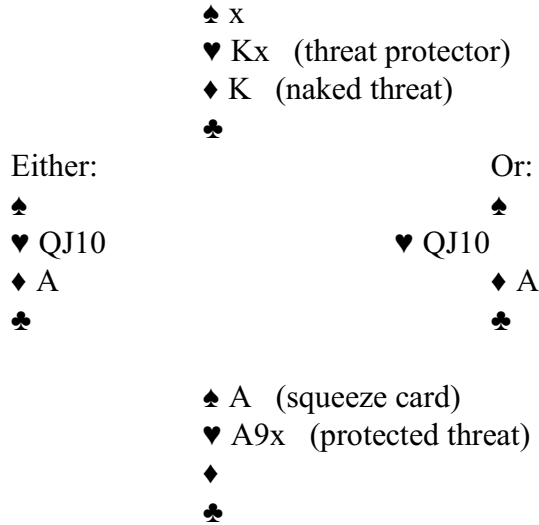 ♠ x
♥ Kx (threat protector)
♦ K (naked threat)
♣
Either: Or:
♠ ♠
♥ QJ10 ♥ QJ10
♦ A ♦ A
♣ ♣
♠ A (squeeze card)
♥ A9x (protected threat)
♦
♣